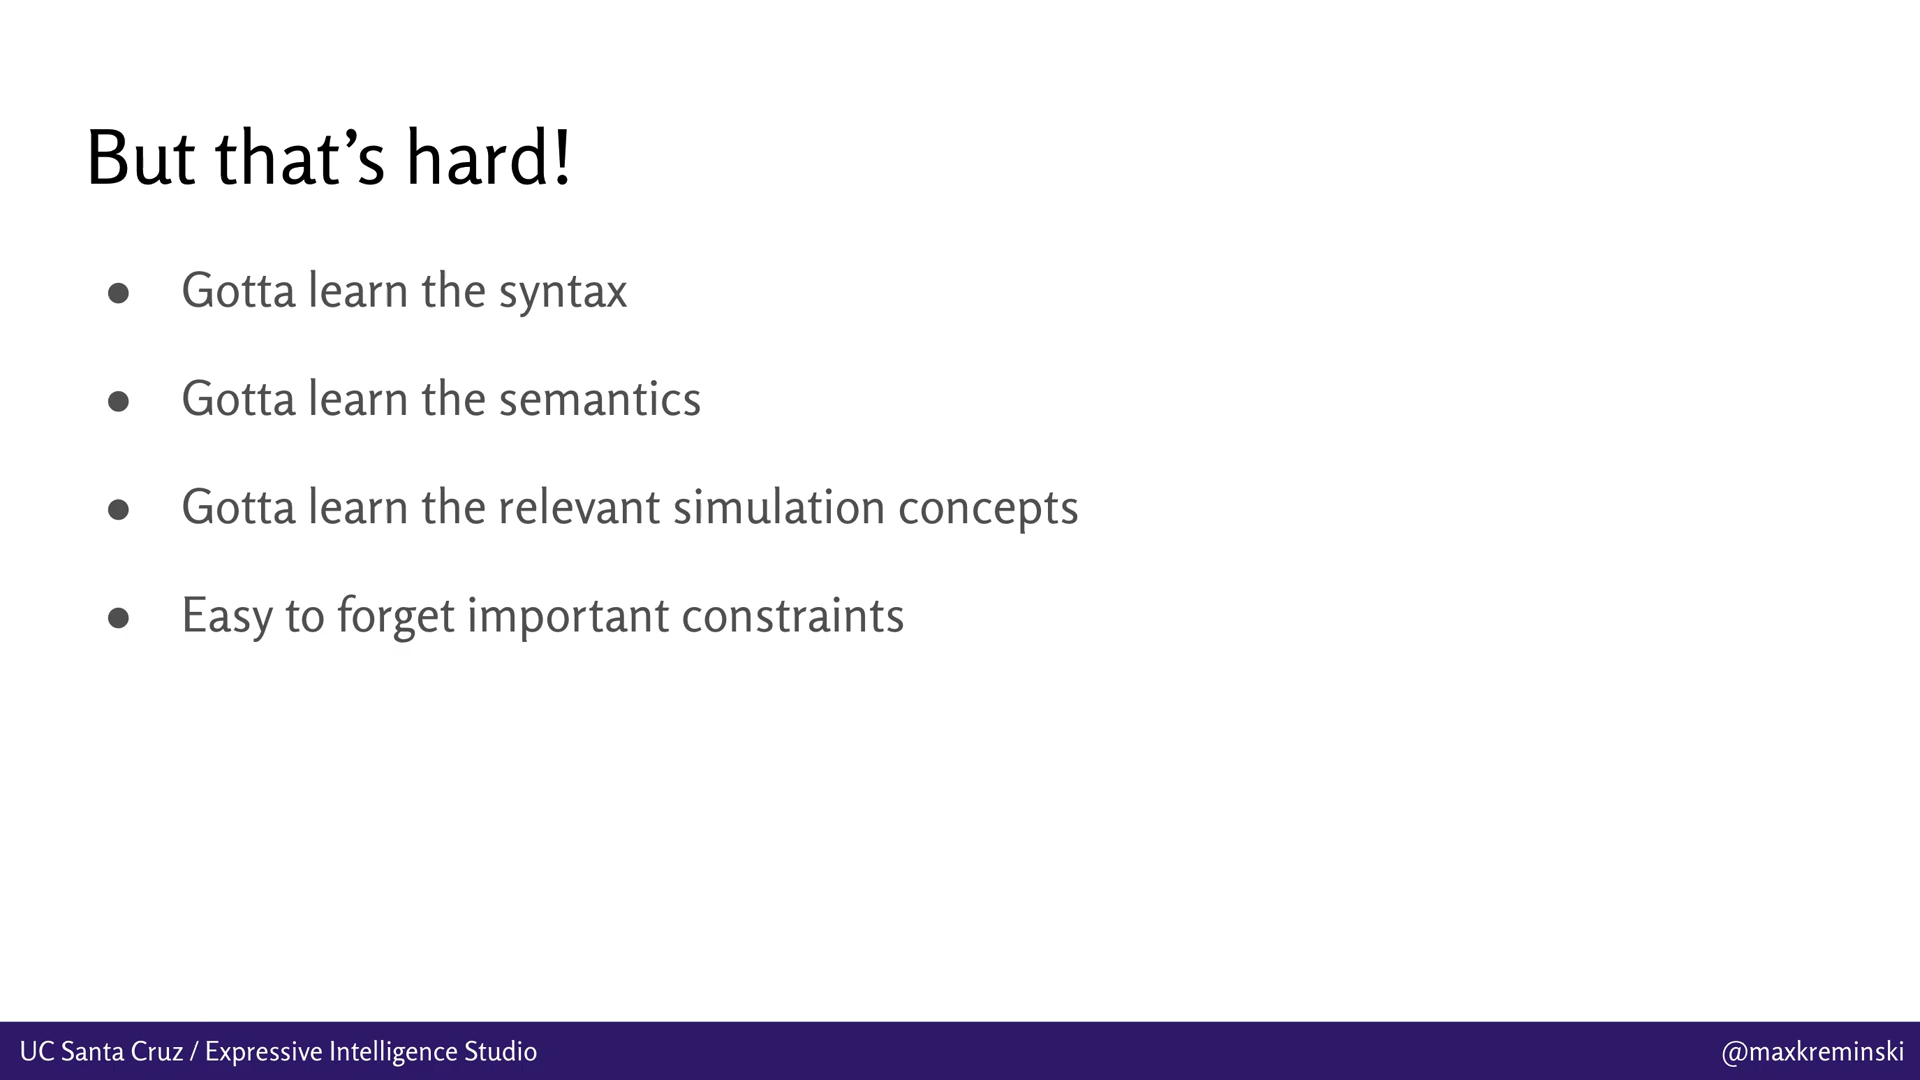 But that’s hard!
● Gotta learn the syntax
● Gotta learn the semantics
● Gotta learn the relevant simulation concepts
● Easy to forget important constraints
UC Santa Cruz / Expressive Intelligence Studio
@maxkreminski